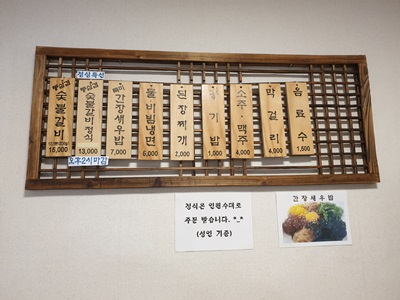 점심특선
숯불갈비
15,000
숯불갈비정식
13,000
간장새우밥
7,000
물·비빔냉면
6,000
된장찌개
2,000
공기밥
1,000
소주·맥주
4,000
막걸리
4,000
음료수
1,500
오후2시마감
정식은 인원수대로
주문 받습니다. ^_^
(성인 기준)
간장새우밥